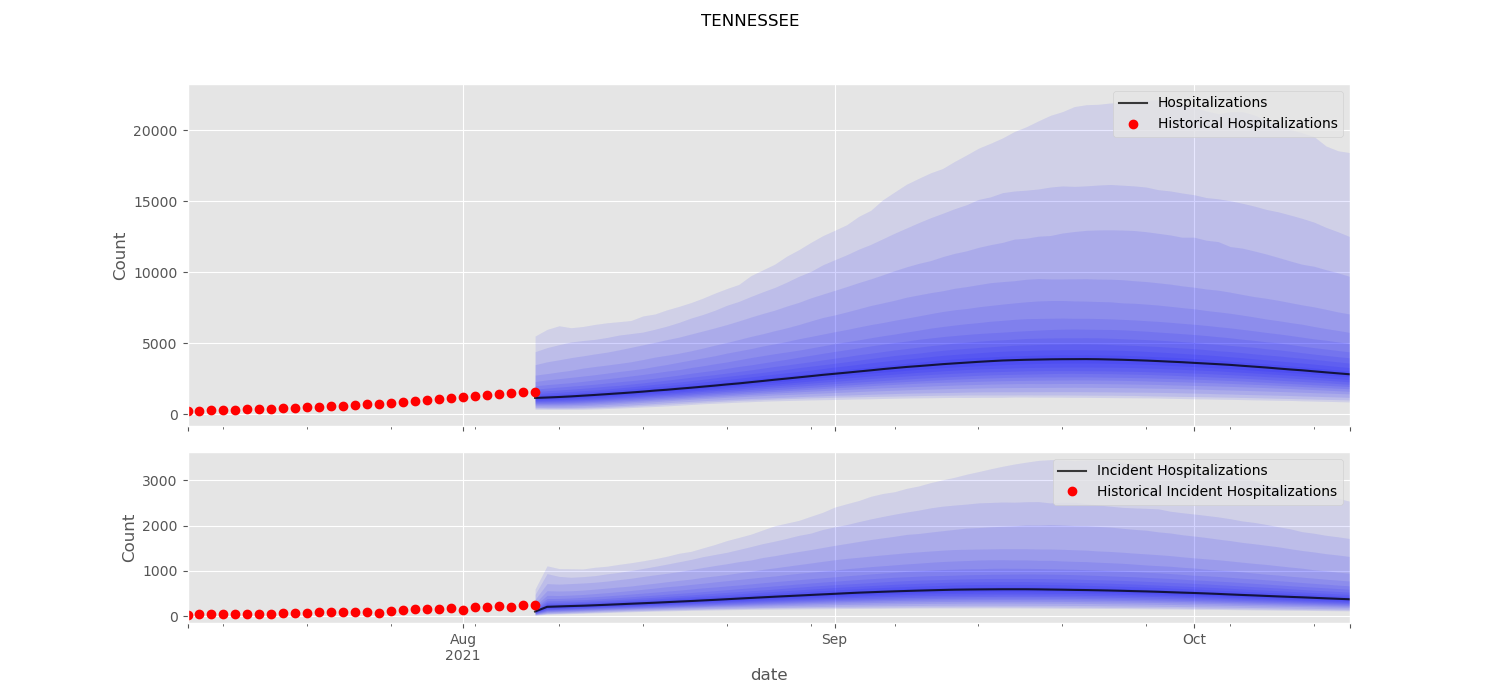 TENNESSEE
Hospitalizations
Historical Hospitalizations
20000
15000
10000
5000
0
Count
Incident Hospitalizations
Historical Incident Hospitalizations
3000
2000
1000
0
Count
Aug
2021
Sep
Oct
date